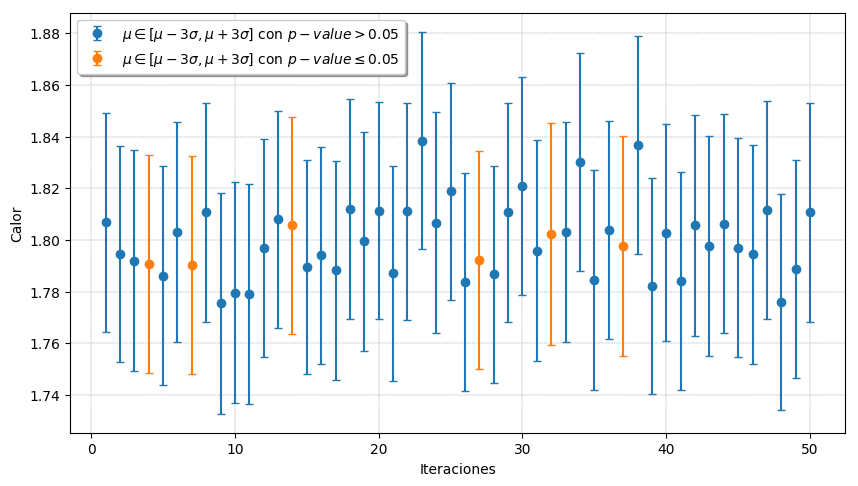 μ ∈ [μ − 3σ, μ + 3σ] con p − value > 0.05
μ ∈ [μ − 3σ, μ + 3σ] con p − value ≤ 0.05
1.88
1.86
1.84
1.82
1.80
1.78
1.76
1.74
Calor
0 10 20 30 40 50
Iteraciones